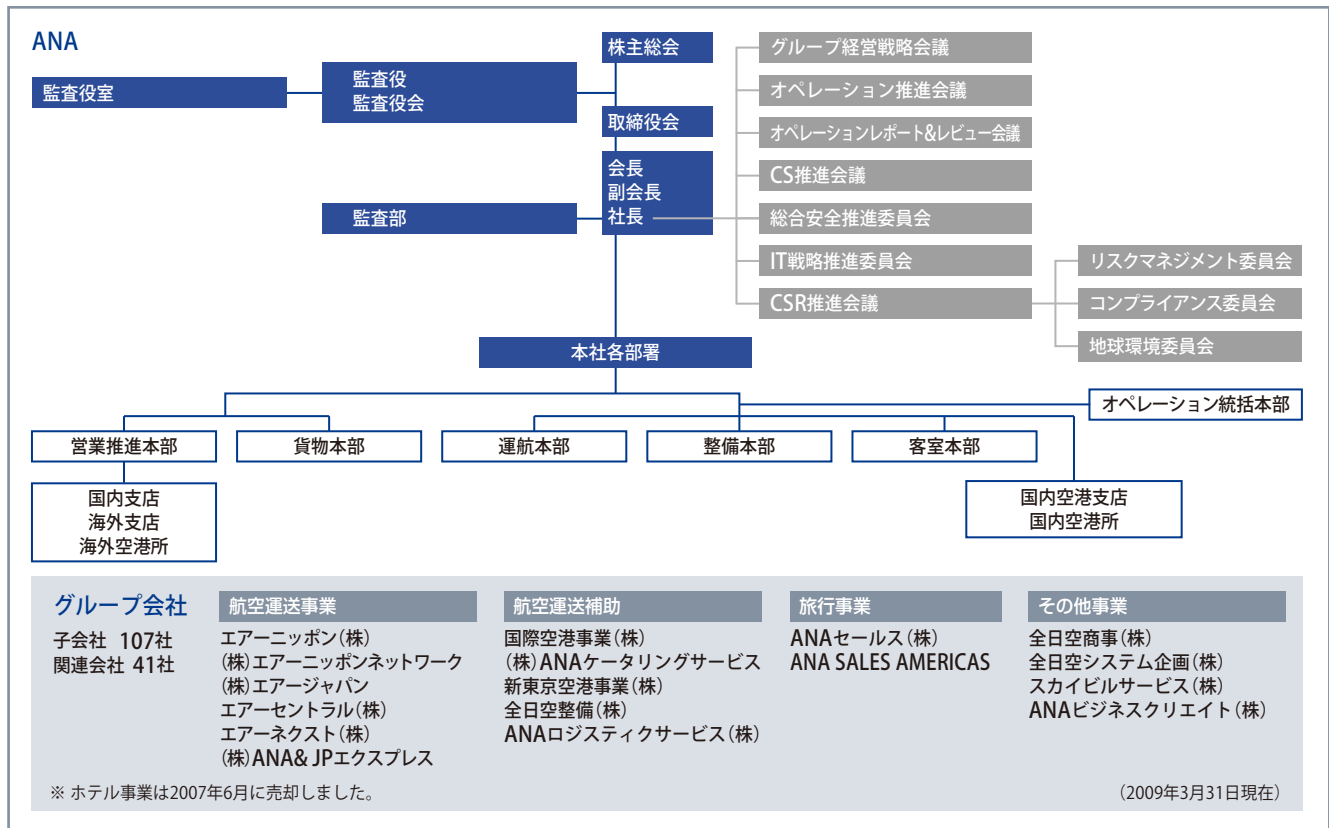 ANA
株主総会
監査役室
監査役
監査役会
取締役会
会長
副会長
社長
監査部
グループ経営戦略会議
オペレーション推進会議
オペレーションレポート&レビュー会議
CS推進会議
総合安全推進委員会
IT戦略推進委員会
CSR推進会議
リスクマネジメント委員会
コンプライアンス委員会
地球環境委員会
本社各部署
オペレーション統括本部
営業推進本部
貨物本部
運航本部
整備本部
客室本部
国内支店
海外支店
海外空港所
国内空港支店
国内空港所
グループ会社
子会社 107社
関連会社 41社
航空運送事業
エアーニッポン(株)
(株)エアーニッポンネットワーク
(株)エアージャパン
エアーセントラル(株)
エアーネクスト(株)
(株)ANA& JPエクスプレス
航空運送補助
国際空港事業(株)
(株)ANAケータリングサービス
新東京空港事業(株)
全日空整備(株)
ANAロジスティクサービス(株)
旅行事業
ANAセールス(株)
ANA SALES AMERICAS
その他事業
全日空商事(株)
全日空システム企画(株)
スカイビルサービス(株)
ANAビジネスクリエイト(株)
※ ホテル事業は2007年6月に売却しました。
(2009年3月31日現在)